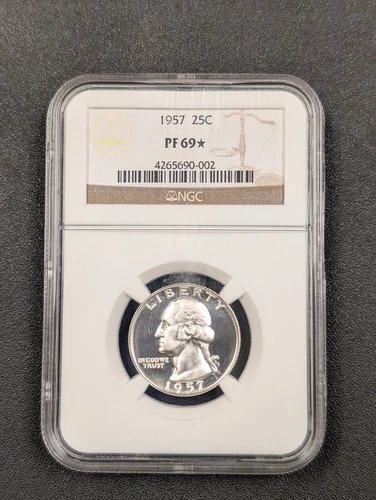 1957 25C
PF 69★
4265690-002
NGC
LIBERTY
IN GOD WE
TRUST
1957